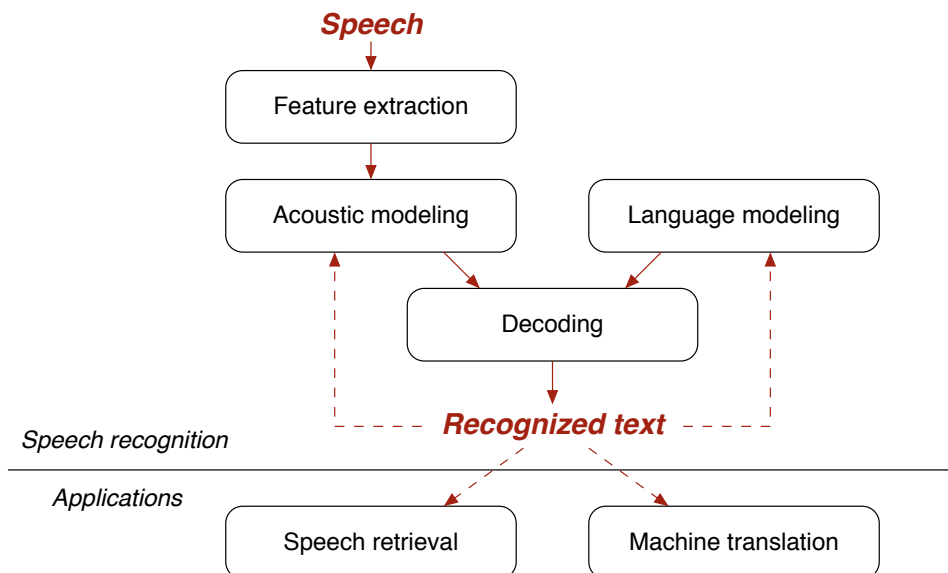 Speech
Feature extraction
Acoustic modeling
Language modeling
Decoding
Recognized text
Speech recognition
Applications
Speech retrieval
Machine translation